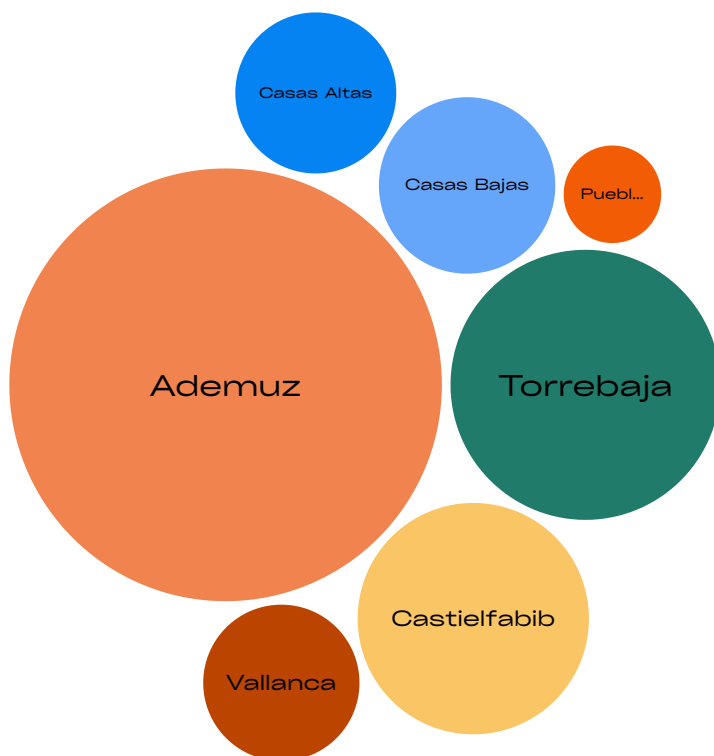 Casas Altas
Casas Bajas
Puebl...
Ademuz
Torrebaja
Castielfabib
Vallanca